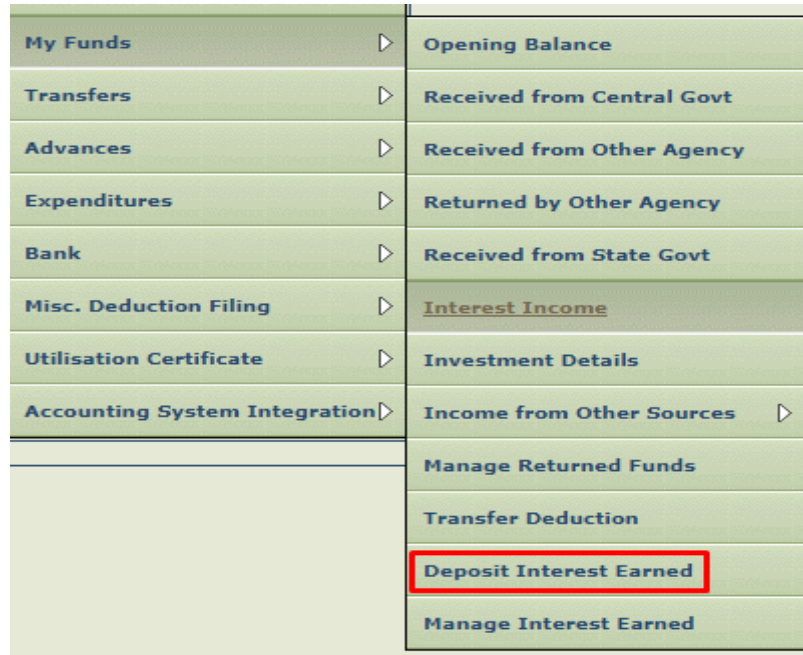 My Funds
Transfers
Advances
Expenditures
Bank
Misc. Deduction Filing
Utilisation Certificate
Accounting System Integration
Opening Balance
Received from Central Govt
Received from Other Agency
Returned by Other Agency
Received from State Govt
Interest Income
Investment Details
Income from Other Sources
Manage Returned Funds
Transfer Deduction
Deposit Interest Earned
Manage Interest Earned